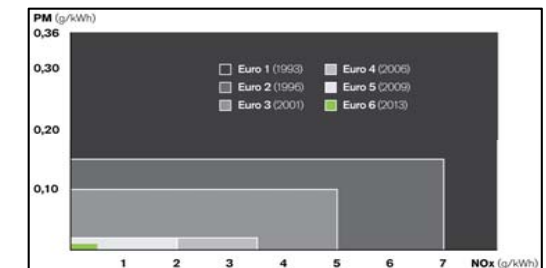 PM (g/kWh)
0,36
0,30
Euro 1 (1993) Euro 4 (2006)
Euro 2 (1996) Euro 5 (2009)
Euro 3 (2001) Euro 6 (2013)
0,20
0,10
1 2 3 4 5 6 7 NOx (g/kWh)